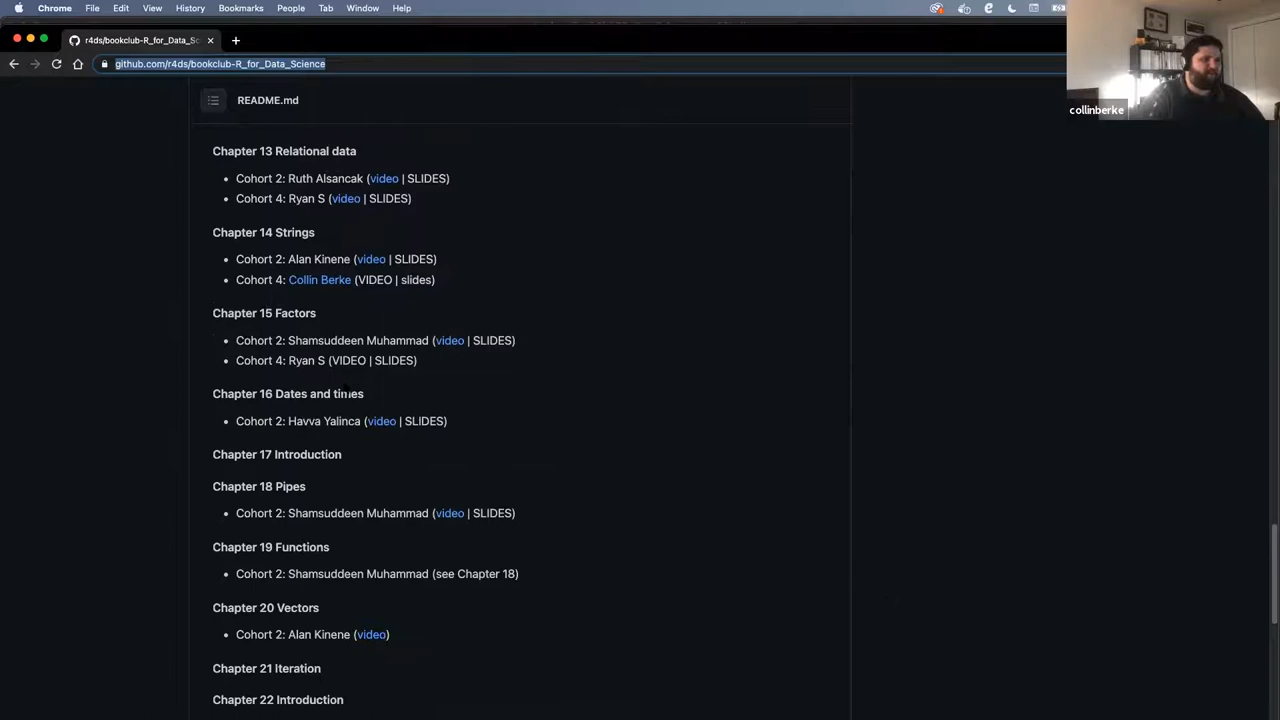 Chrome File Edit View History Bookmarks People Tab Window Help
r4ds/bookclub-R_for_Data_Sc
github.com/r4ds/bookclub-R_for_Data_Science
collinberke
README.md
Chapter 13 Relational data
Cohort 2: Ruth Alsancak (video | SLIDES)
Cohort 4: Ryan S (video | SLIDES)
Chapter 14 Strings
Cohort 2: Alan Kinene (video | SLIDES)
Cohort 4: Collin Berke (VIDEO | slides)
Chapter 15 Factors
Cohort 2: Shamsuddeen Muhammad (video | SLIDES)
Cohort 4: Ryan S (VIDEO | SLIDES)
Chapter 16 Dates and times
Cohort 2: Havva Yalinca (video | SLIDES)
Chapter 17 Introduction
Chapter 18 Pipes
Cohort 2: Shamsuddeen Muhammad (video | SLIDES)
Chapter 19 Functions
Cohort 2: Shamsuddeen Muhammad (see Chapter 18)
Chapter 20 Vectors
Cohort 2: Alan Kinene (video)
Chapter 21 Iteration
Chapter 22 Introduction